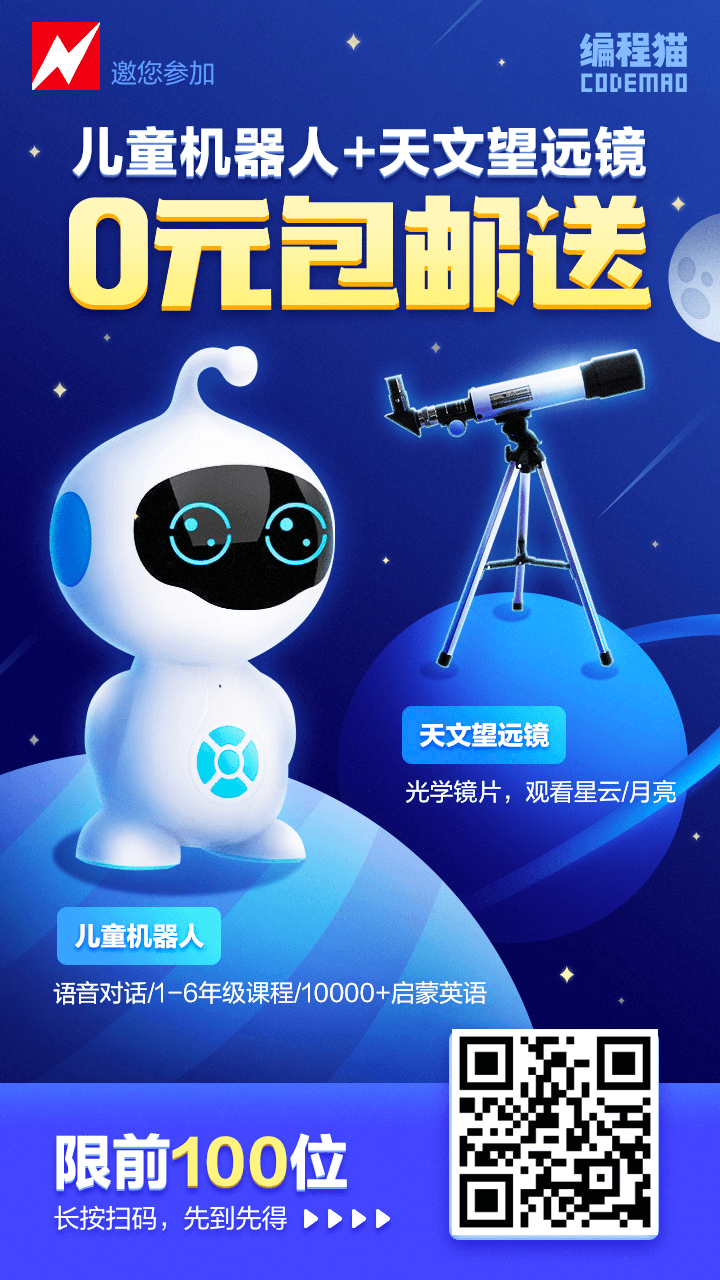 邀您参加
编程猫
CODEMAO
儿童机器人+天文望远镜
0元包邮送
天文望远镜
光学镜片，观看星云/月亮
儿童机器人
语音对话/1-6年级课程/10000+启蒙英语
限前100位
长按扫码，先到先得